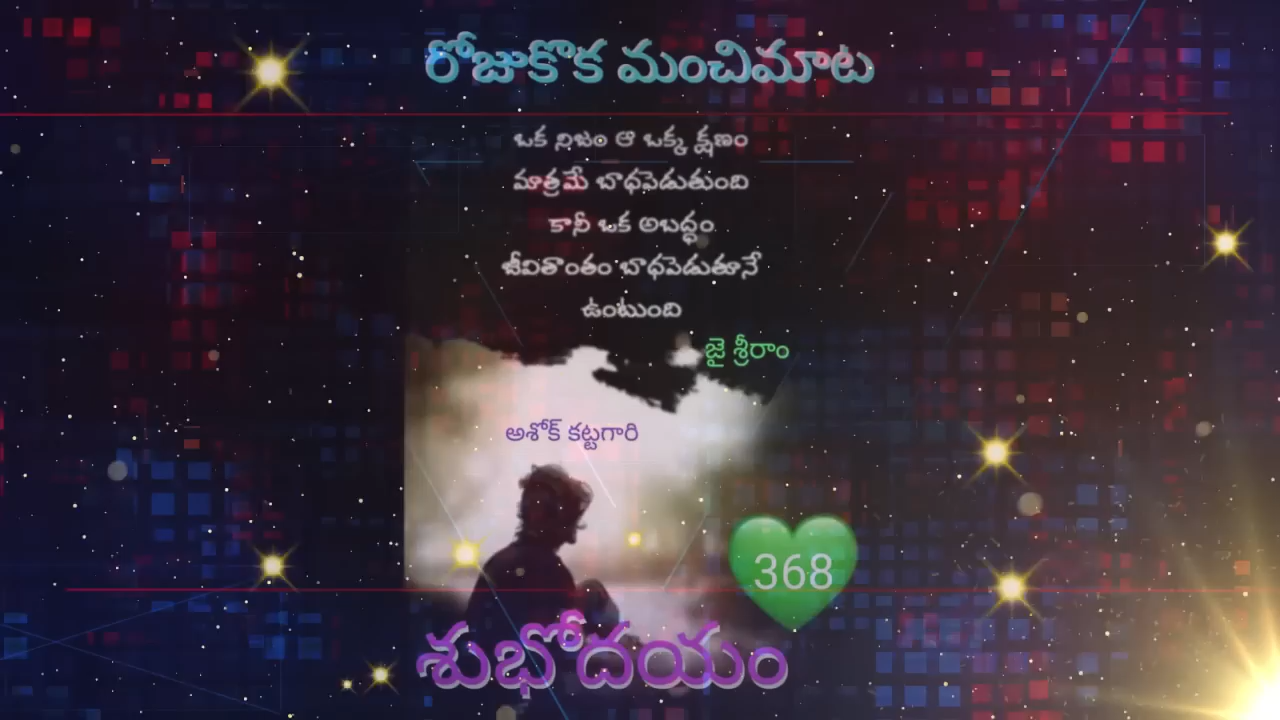 రోజుకొక మంచిమాట
ఒక నిజం ఆ ఒక్క క్షణం
మాత్రమే బాధపెడుతుంది
కానీ ఒక అబద్ధం
జీవితాంతం బాధపెడుతూనే
ఉంటుంది
జై శ్రీరాం
అశోక్ కట్టగారి
368
శుభోదయం